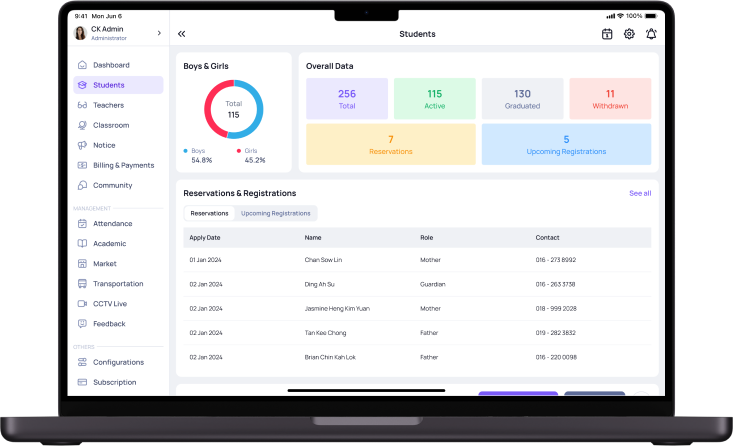 9:41 Mon Jun 6
100%
CK Admin
Administrator
Students
Dashboard
Students
Teachers
Classroom
Notice
Billing & Payments
Community
MANAGEMENT
Attendance
Academic
Market
Transportation
CCTV Live
Feedback
OTHERS
Configurations
Subscription
Boys & Girls
Total
115
Boys
54.8%
Girls
45.2%
Overall Data
256
Total
115
Active
130
Graduated
11
Withdrawn
7
Reservations
5
Upcoming Registrations
Reservations & Registrations
See all
Reservations Upcoming Registrations
Apply Date Name Role Contact
01 Jan 2024 Chan Sow Lin Mother 016 - 273 8992
02 Jan 2024 Ding Ah Su Guardian 016 - 263 3738
02 Jan 2024 Jasmine Heng Kim Yuan Mother 018 - 999 2028
02 Jan 2024 Tan Kee Chong Father 019 - 282 3832
02 Jan 2024 Brian Chin Kah Lok Father 016 - 220 0098